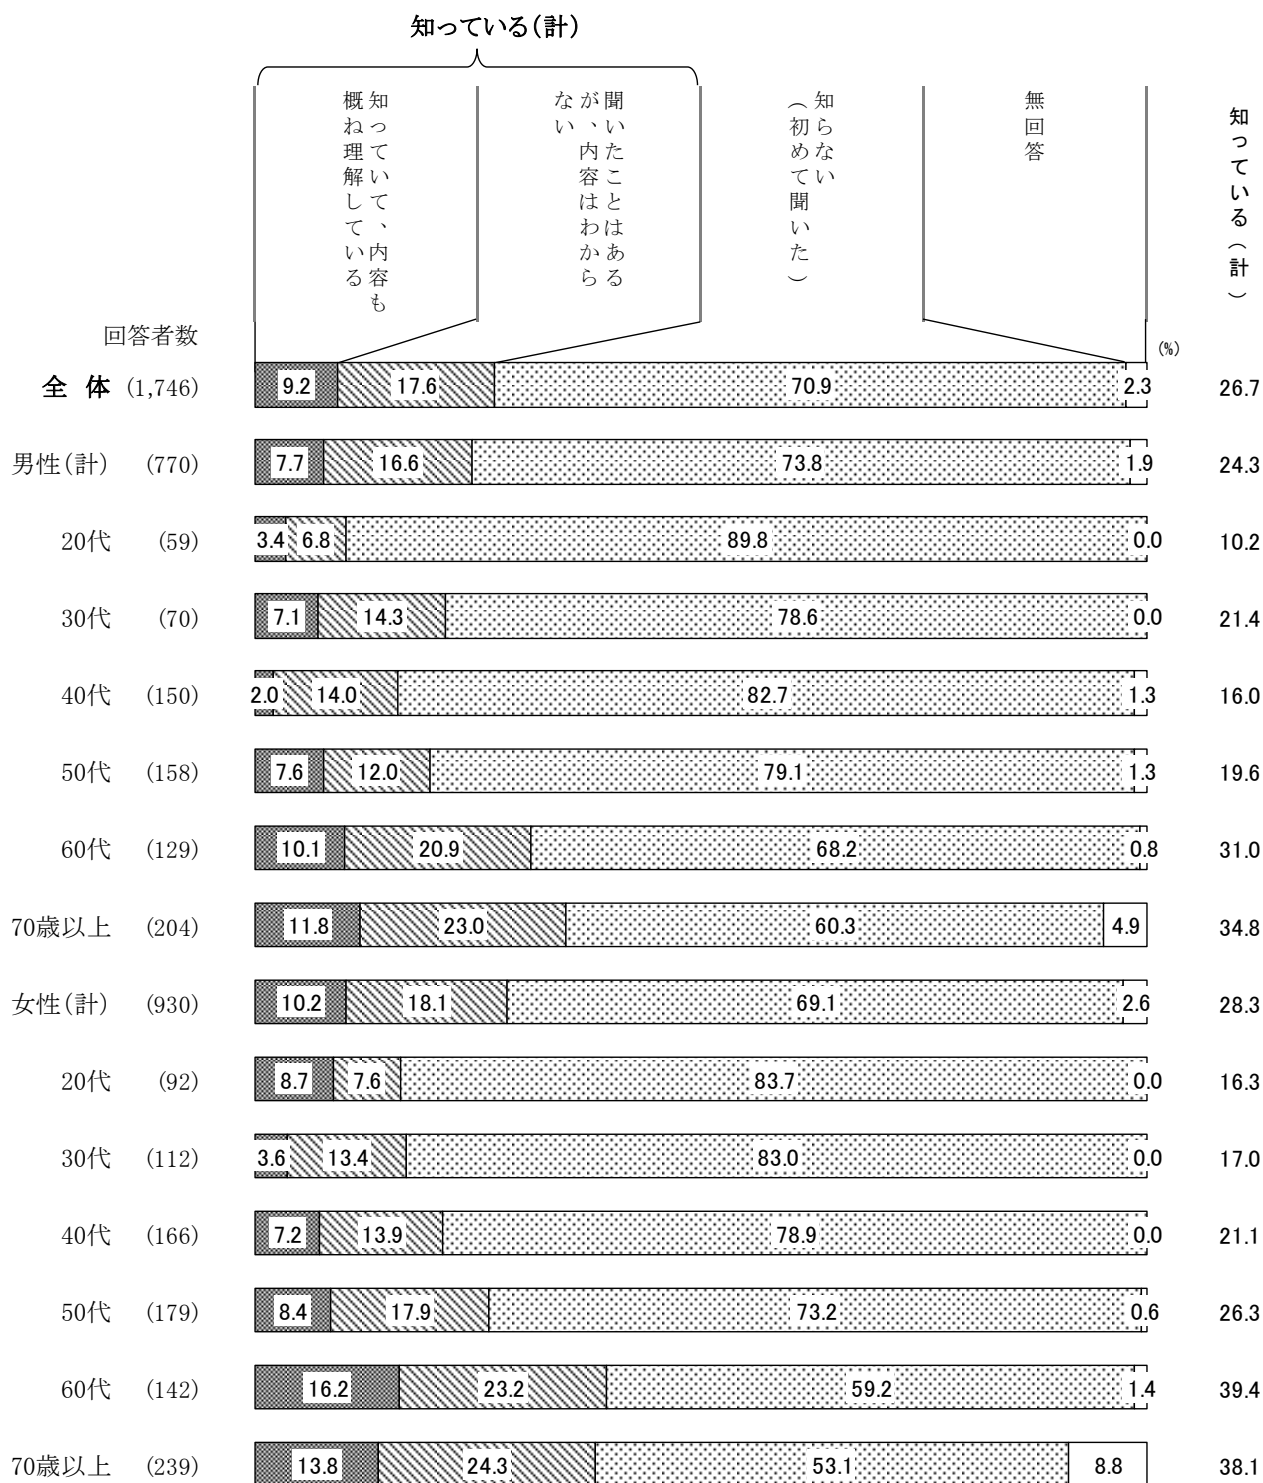 知っている(計)
知っていて、内容も
概ね理解している
聞いたことはある
が、内容はわから
ない
知らない
(初めて聞いた)
無回答
知っている(計)
回答者数
(%)
全 体 (1,746) 9.2 17.6 70.9 2.3 26.7
男性(計) (770) 7.7 16.6 73.8 1.9 24.3
20代 (59) 3.4 6.8 89.8 0.0 10.2
30代 (70) 7.1 14.3 78.6 0.0 21.4
40代 (150) 2.0 14.0 82.7 1.3 16.0
50代 (158) 7.6 12.0 79.1 1.3 19.6
60代 (129) 10.1 20.9 68.2 0.8 31.0
70歳以上 (204) 11.8 23.0 60.3 4.9 34.8
女性(計) (930) 10.2 18.1 69.1 2.6 28.3
20代 (92) 8.7 7.6 83.7 0.0 16.3
30代 (112) 3.6 13.4 83.0 0.0 17.0
40代 (166) 7.2 13.9 78.9 0.0 21.1
50代 (179) 8.4 17.9 73.2 0.6 26.3
60代 (142) 16.2 23.2 59.2 1.4 39.4
70歳以上 (239) 13.8 24.3 53.1 8.8 38.1